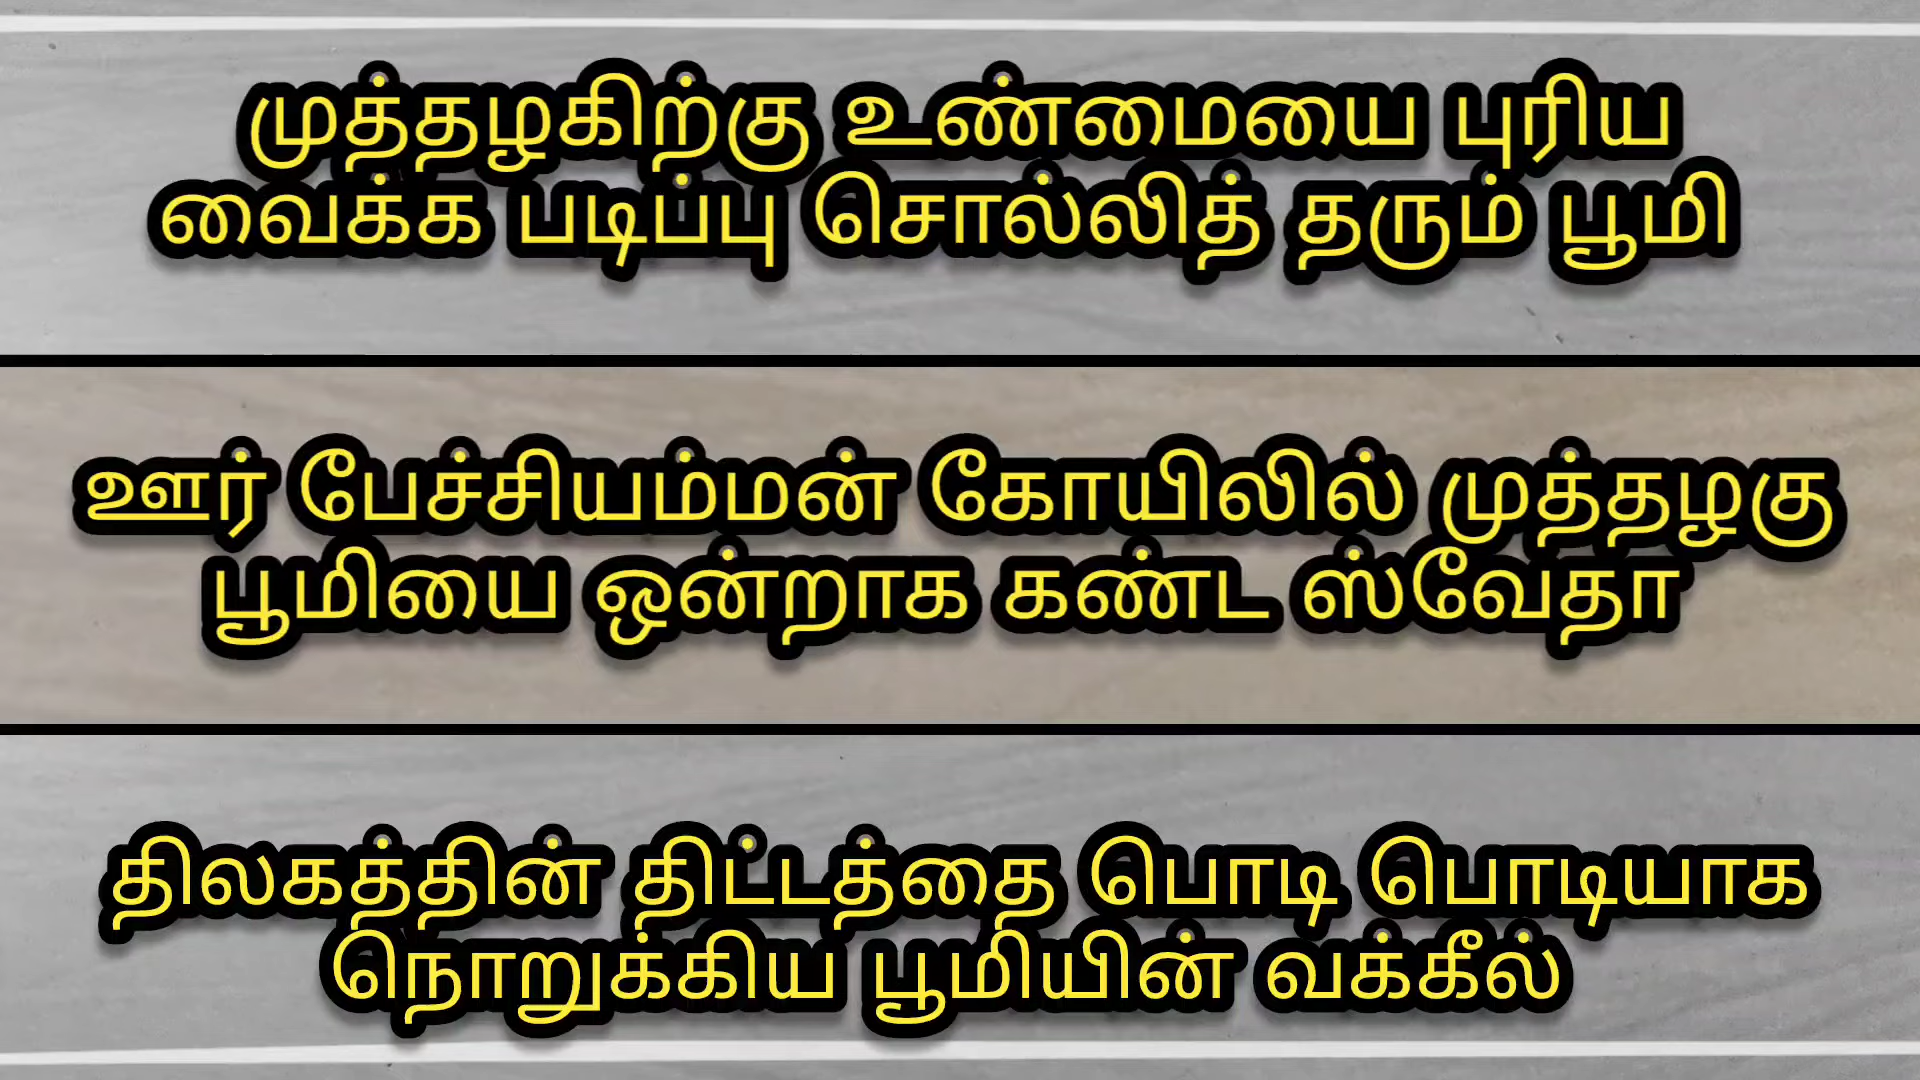 முத்தழகிற்கு உண்மையை புரிய
வைக்க படிப்பு சொல்லித் தரும் பூமி
ஊர் பேச்சியம்மன் கோயிலில் முத்தழகு
பூமியை ஒன்றாக கண்ட ஸ்வேதா
திலகத்தின் திட்டத்தை பொடி பொடியாக
நொறுக்கிய பூமியின் வக்கீல்